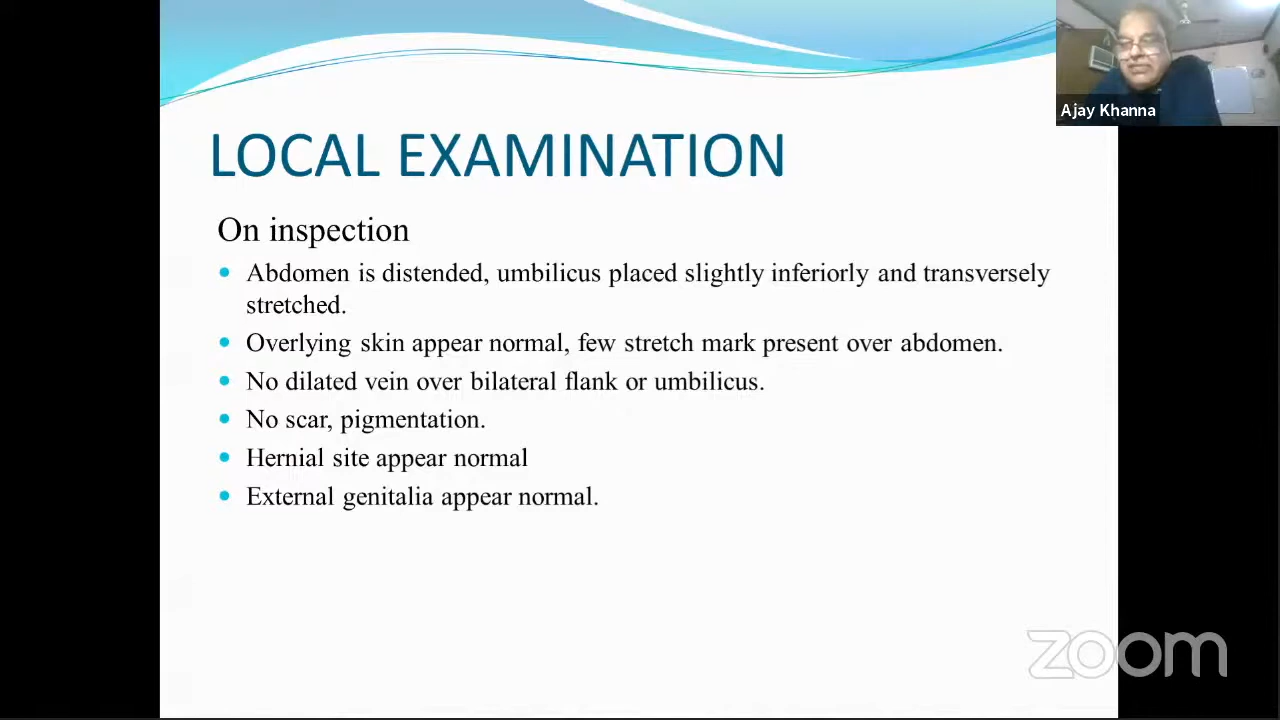 Ajay Khanna
LOCAL EXAMINATION
On inspection
Abdomen is distended, umbilicus placed slightly inferiorly and transversely
stretched.
Overlying skin appear normal, few stretch mark present over abdomen.
No dilated vein over bilateral flank or umbilicus.
No scar, pigmentation.
Hernial site appear normal
External genitalia appear normal.
zoom